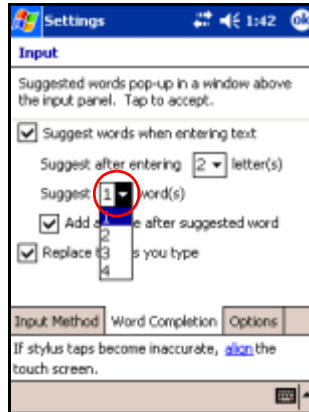 Settings 1:42 ok
Input
Suggested words pop-up in a window above
the input panel. Tap to accept.
Suggest words when entering text
Suggest after entering 2 letter(s)
Suggest 1 word(s)
1
Add a e after suggested word
2
Replace t s you type
3
4
Input Method Word Completion Options
If stylus taps become inaccurate, align the
touch screen.